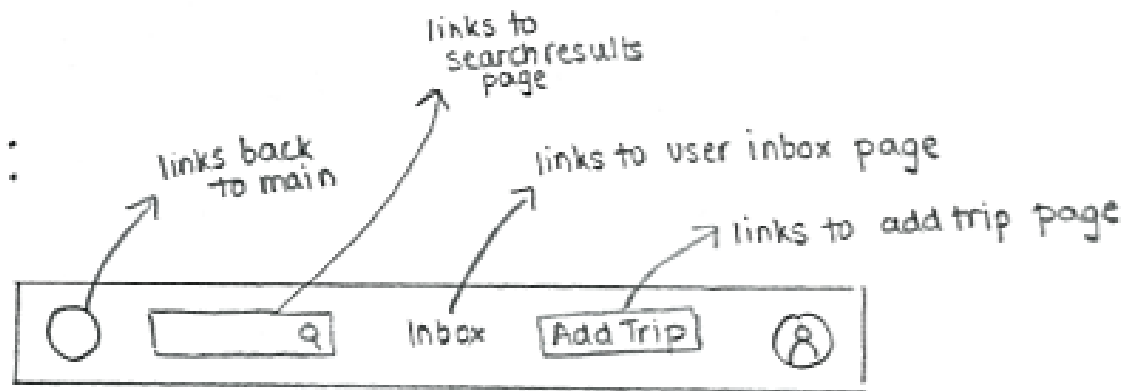 links to
search results
page
links back
to main
links to user inbox page
links to add trip page
Inbox
Add Trip